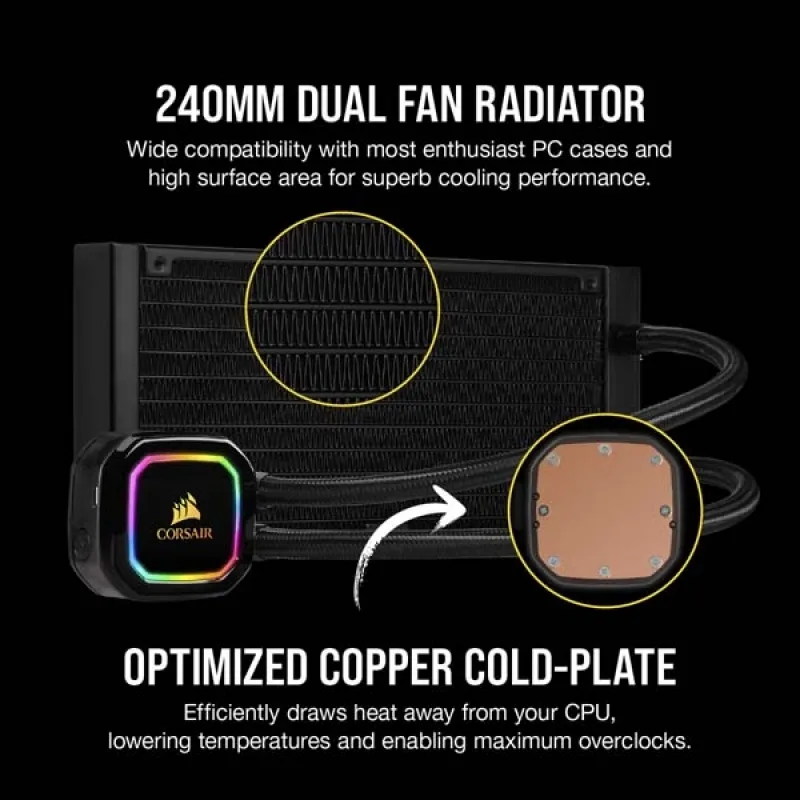 240MM DUAL FAN RADIATOR
Wide compatibility with most enthusiast PC cases and
high surface area for superb cooling performance.
CORSAIR
OPTIMIZED COPPER COLD-PLATE
Efficiently draws heat away from your CPU,
lowering temperatures and enabling maximum overclocks.